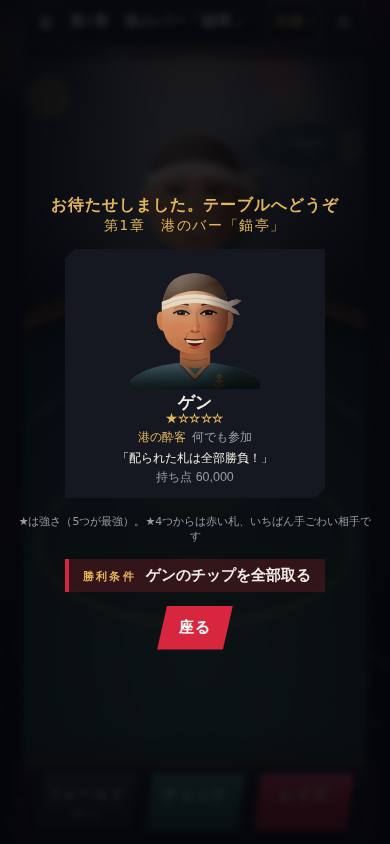 お待たせしました。テーブルへどうぞ
第1章　港のバー「錨亭」
ゲン
★☆☆☆☆
港の酔客 何でも参加
「配られた札は全部勝負！」
持ち点 60,000
★は強さ（5つが最強）。★4つからは赤い札、いちばん手ごわい相手で
す
勝利条件 ゲンのチップを全部取る
座る